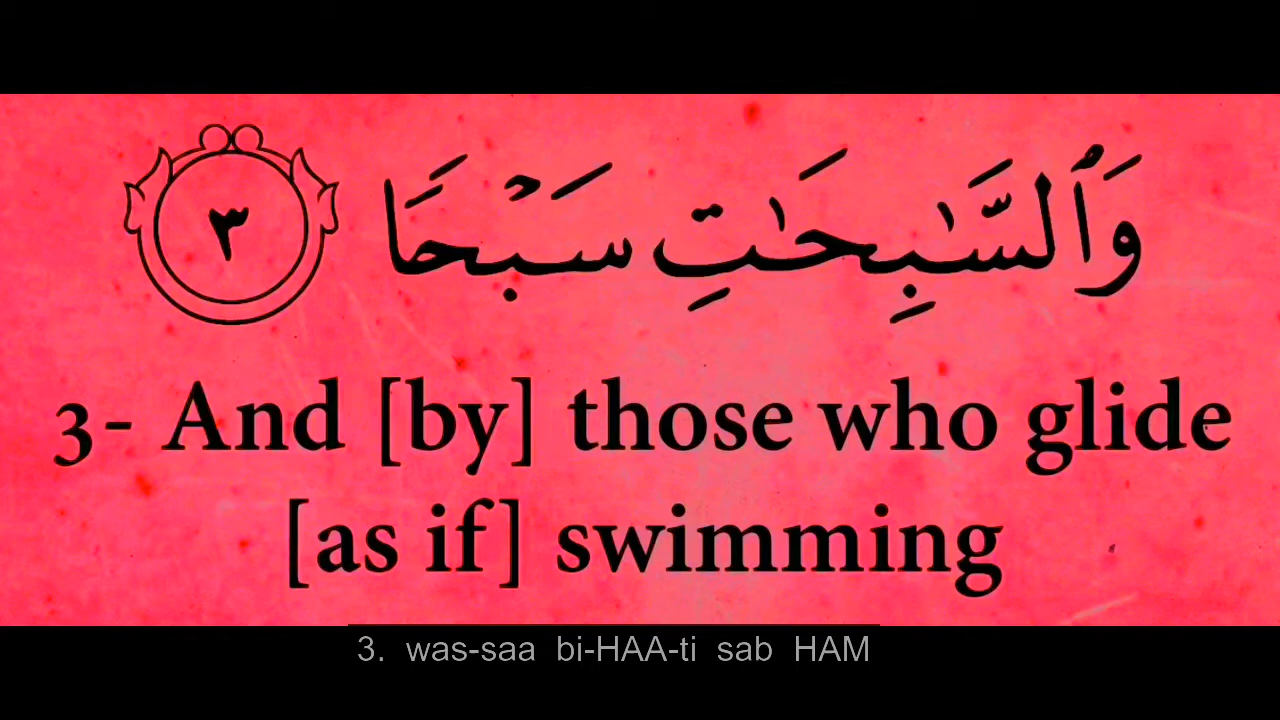 وَٱلسَّـٰبِحَـٰتِ سَبۡحٗا ٣
3- And [by] those who glide
[as if] swimming
3. was-saa bi-HAA-ti sab HAM